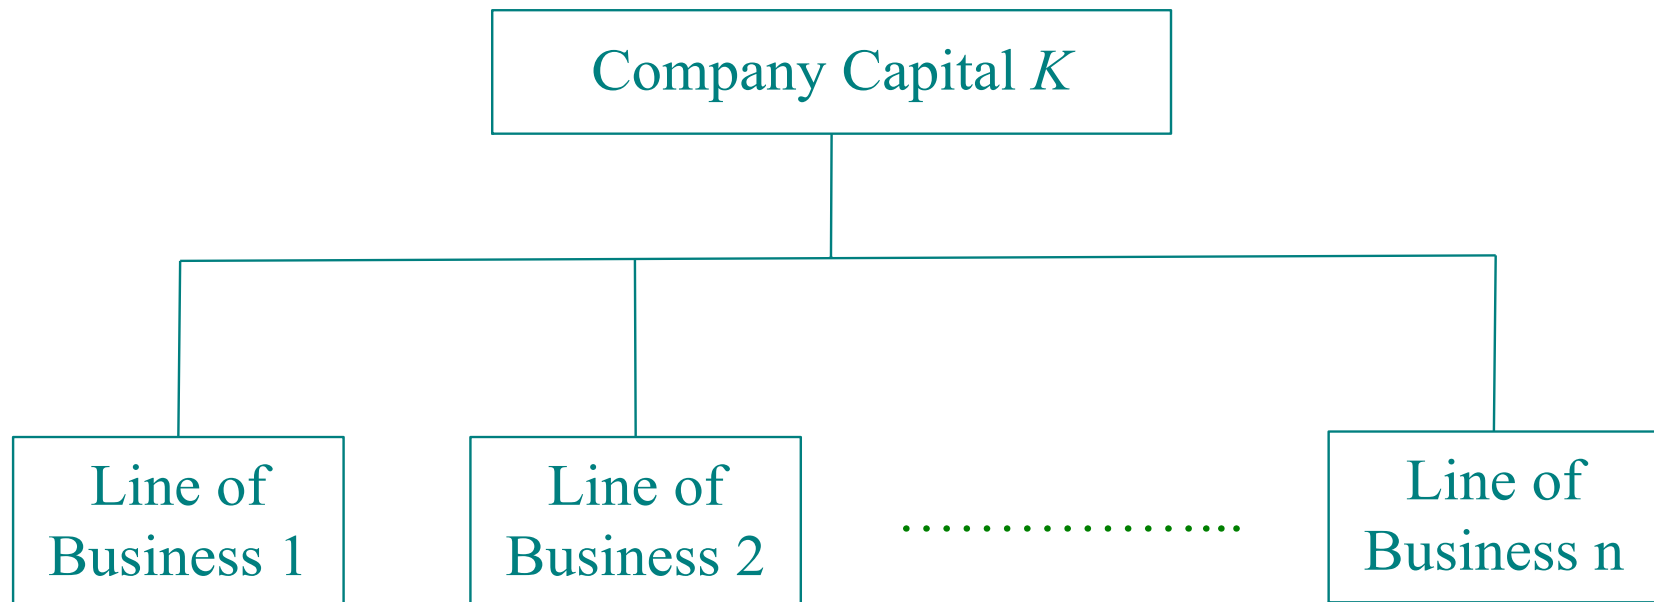 Company Capital K
Line of
Business 1
Line of
Business 2
....................
Line of
Business n